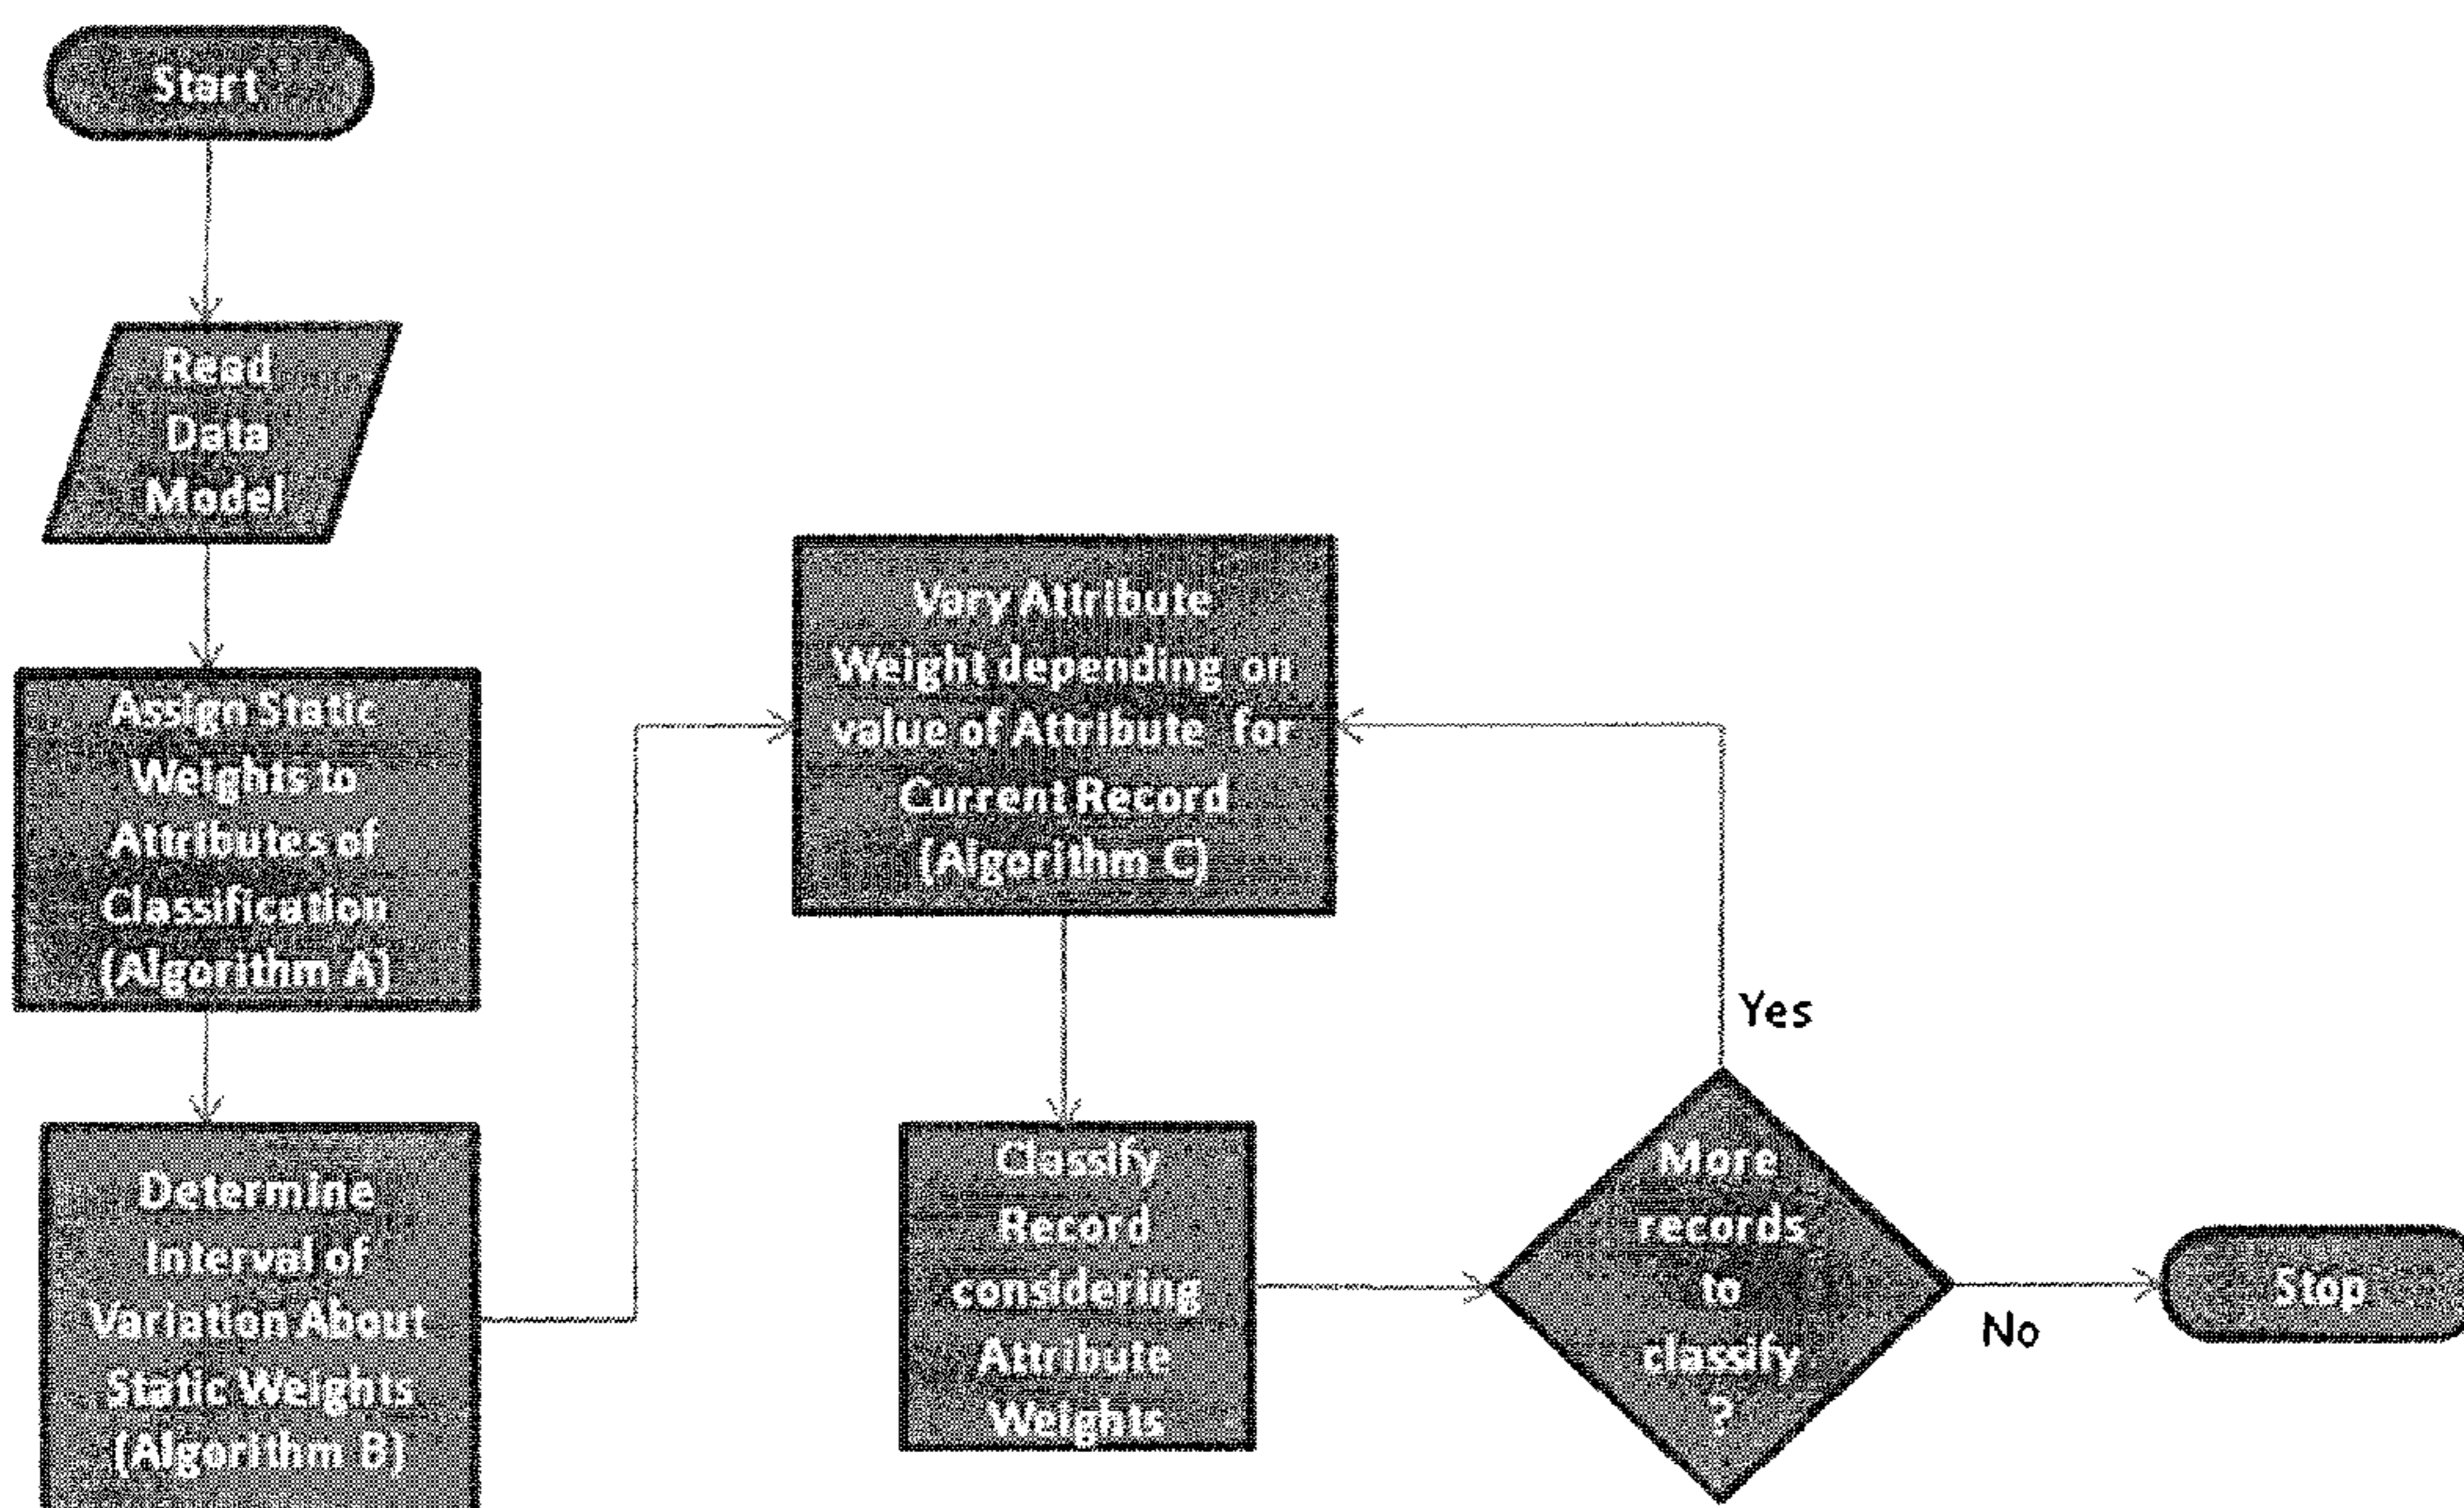 Start
Read
Data
Model
Assign Static
Weights to
Attributes of
Classification
(Algorithm A)
Determine
Interval of
Variation About
Static Weights
(Algorithm B)
Vary Attribute
Weight depending on
value of Attribute for
Current Record
(Algorithm C)
Classify
Record
considering
Attribute
Weights
More
records
to
classify
?
Yes
No
Stop